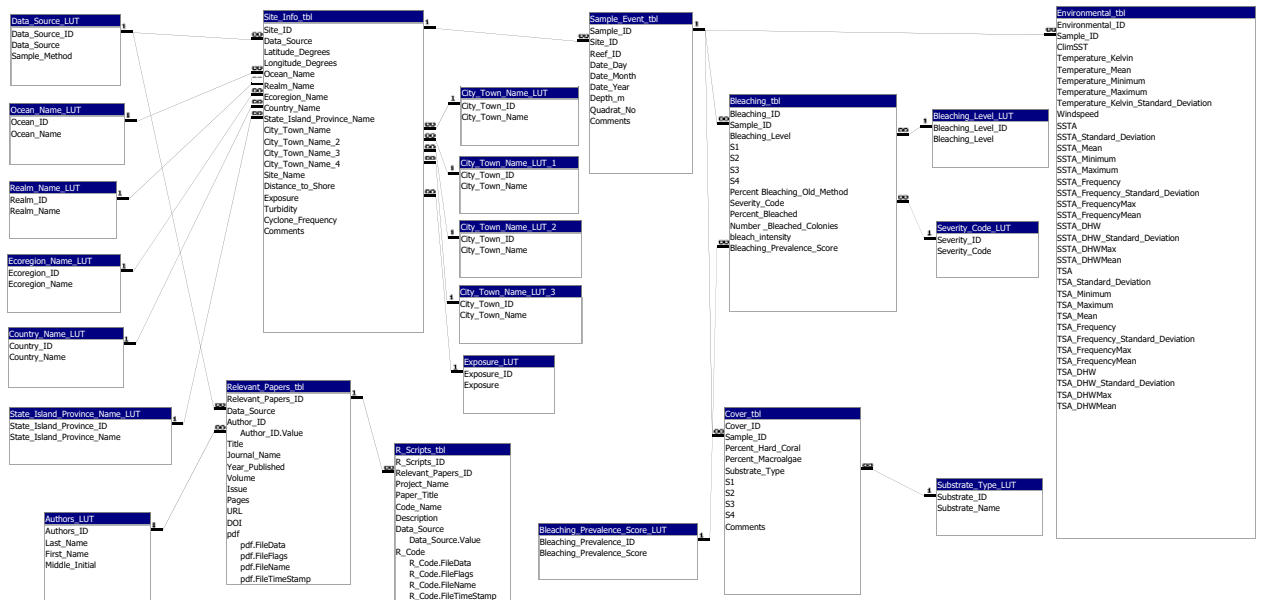 Data_Source_LUT
Data_Source_ID
Data_Source
Sample_Method
Ocean_Name_LUT
Ocean_ID
Ocean_Name
Realm_Name_LUT
Realm_ID
Realm_Name
Ecoregion_Name_LUT
Ecoregion_ID
Ecoregion_Name
Country_Name_LUT
Country_ID
Country_Name
State_Island_Province_Name_LUT
State_Island_Province_ID
State_Island_Province_Name
Authors_LUT
Authors_ID
Last_Name
First_Name
Middle_Initial
Site_Info_tbl
Site_ID
Data_Source
Latitude_Degrees
Longitude_Degrees
Ocean_Name
Realm_Name
Ecoregion_Name
Country_Name
State_Island_Province_Name
City_Town_Name
City_Town_Name_2
City_Town_Name_3
City_Town_Name_4
Site_Name
Distance_to_Shore
Exposure
Turbidity
Cyclone_Frequency
Comments
Relevant_Papers_tbl
Relevant_Papers_ID
Data_Source
Author_ID
Author_ID.Value
Title
Journal_Name
Year_Published
Volume
Issue
Pages
URL
DOI
pdf
pdf.FileData
pdf.FileFlags
pdf.FileName
pdf.FileTimeStamp
R_Scripts_tbl
R_Scripts_ID
Relevant_Papers_ID
Project_Name
Paper_Title
Code_Name
Description
Data_Source
Data_Source.Value
R_Code
R_Code.FileData
R_Code.FileFlags
R_Code.FileName
R_Code.FileTimeStamp
City_Town_Name_LUT
City_Town_ID
City_Town_Name
City_Town_Name_LUT_1
City_Town_ID
City_Town_Name
City_Town_Name_LUT_2
City_Town_ID
City_Town_Name
City_Town_Name_LUT_3
City_Town_ID
City_Town_Name
Exposure_LUT
Exposure_ID
Exposure
Sample_Event_tbl
Sample_ID
Site_ID
Reef_ID
Date_Day
Date_Month
Date_Year
Depth_m
Quadrat_No
Comments
Bleaching_Prevalence_Score_LUT
Bleaching_Prevalence_ID
Bleaching_Prevalence_Score
Bleaching_tbl
Bleaching_ID
Sample_ID
Bleaching_Level
S1
S2
S3
S4
Percent Bleaching_Old_Method
Severity_Code
Percent_Bleached
Number _Bleached_Colonies
bleach_intensity
Bleaching_Prevalence_Score
Cover_tbl
Cover_ID
Sample_ID
Percent_Hard_Coral
Percent_Macroalgae
Substrate_Type
S1
S2
S3
S4
Comments
Bleaching_Level_LUT
Bleaching_Level_ID
Bleaching_Level
Severity_Code_LUT
Severity_ID
Severity_Code
Substrate_Type_LUT
Substrate_ID
Substrate_Name
Environmental_tbl
Environmental_ID
Sample_ID
ClimSST
Temperature_Kelvin
Temperature_Mean
Temperature_Minimum
Temperature_Maximum
Temperature_Kelvin_Standard_Deviation
Windspeed
SSTA
SSTA_Standard_Deviation
SSTA_Mean
SSTA_Minimum
SSTA_Maximum
SSTA_Frequency
SSTA_Frequency_Standard_Deviation
SSTA_FrequencyMax
SSTA_FrequencyMean
SSTA_DHW
SSTA_DHW_Standard_Deviation
SSTA_DHWMax
SSTA_DHWMean
TSA
TSA_Standard_Deviation
TSA_Minimum
TSA_Maximum
TSA_Mean
TSA_Frequency
TSA_Frequency_Standard_Deviation
TSA_FrequencyMax
TSA_FrequencyMean
TSA_DHW
TSA_DHW_Standard_Deviation
TSA_DHWMax
TSA_DHWMean